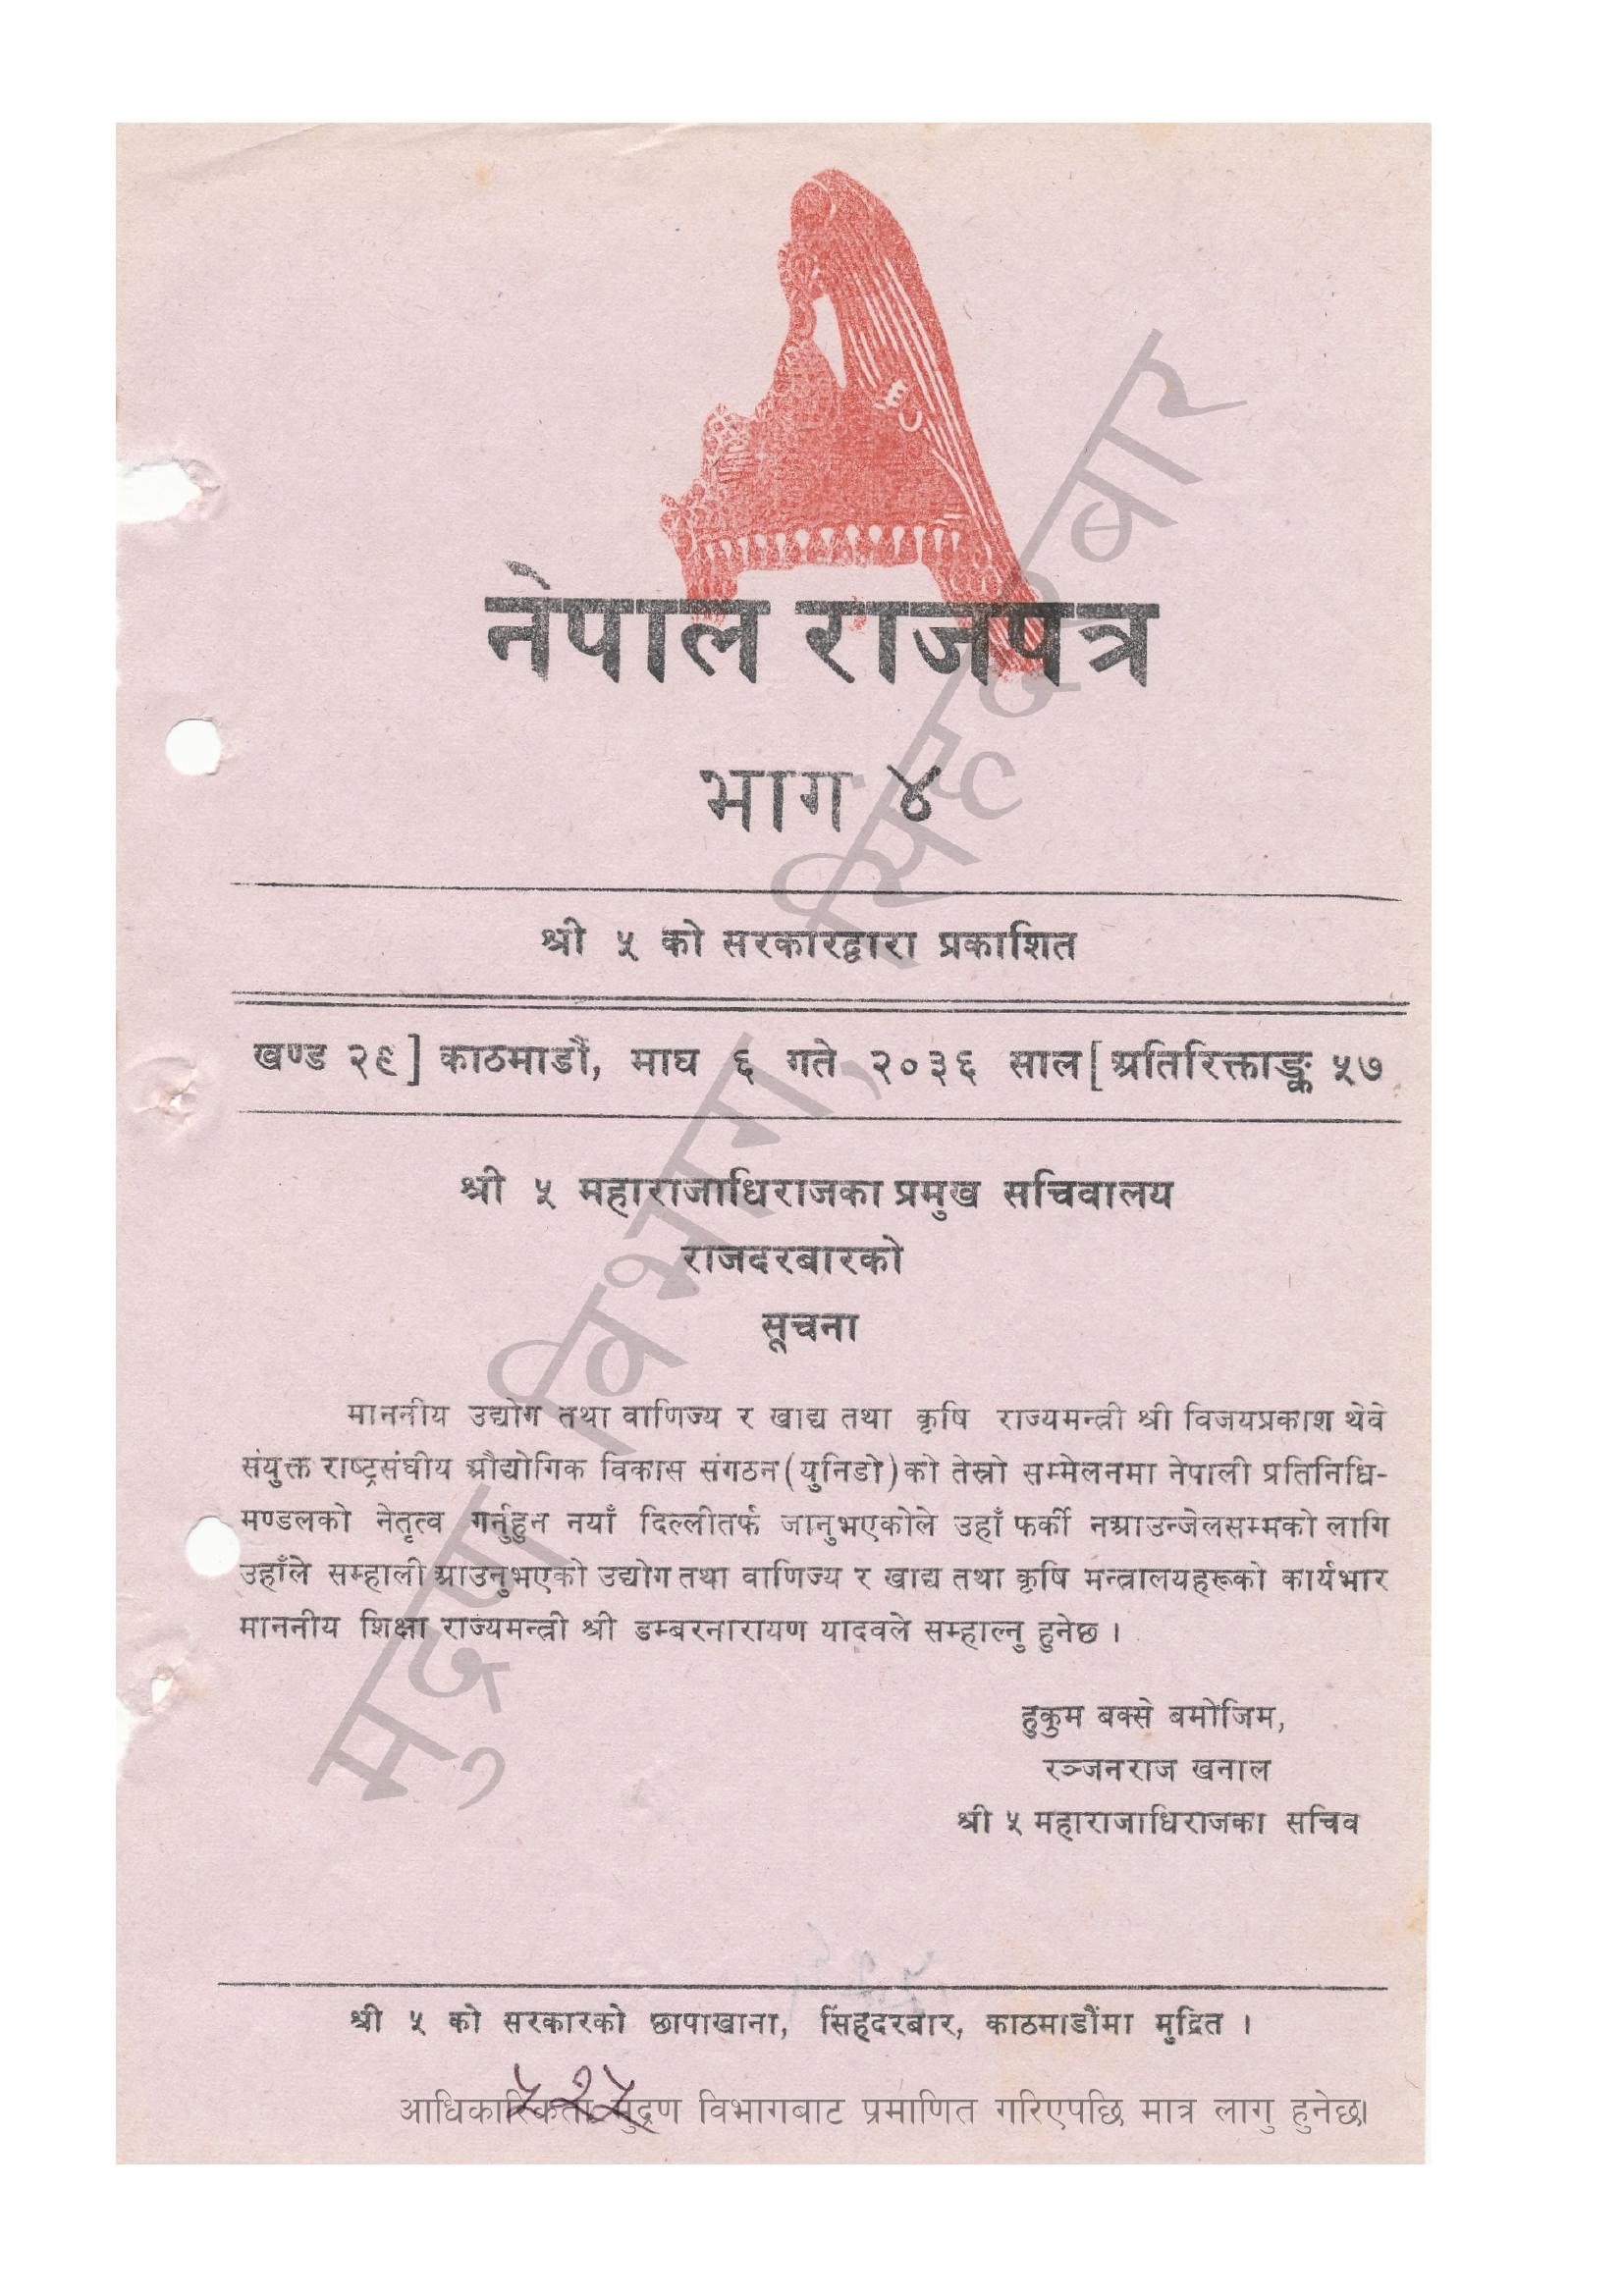 नेपाल राजपत्र
भाग ४
श्री ५ को सरकारद्वारा प्रकाशित
खण्ड २९] काठमाडौं, माघ ६ गते, २०३६ साल [अतिरिक्ताङ्क ५७
श्री ५ महाराजाधिराजका प्रमुख सचिवालय
राजदरबारको
सूचना
माननीय उद्योग तथा वाणिज्य र खाद्य तथा कृषि राज्यमन्त्री श्री विजयप्रकाश थेवे
संयुक्त राष्ट्रसंघीय औद्योगिक विकास संगठन(युनिडो)को तेस्रो सम्मेलनमा नेपाली प्रतिनिधि-
मण्डलको नेतृत्व गर्नुहुन नयाँ दिल्लीतर्फ जानुभएकोले उहाँ फर्की नआउन्जेलसम्मको लागि
उहाँले सम्हाली आउनुभएको उद्योग तथा वाणिज्य र खाद्य तथा कृषि मन्त्रालयहरूको कार्यभार
माननीय शिक्षा राज्यमन्त्री श्री डम्बरनारायण यादवले सम्हाल्नु हुनेछ ।
हुकुम बक्से बमोजिम,
रञ्जनराज खनाल
श्री ५ महाराजाधिराजका सचिव
श्री ५ को सरकारको छापाखाना, सिंहदरबार, काठमाडौंमा मुद्रित ।
५२५
आधिकारिकता मुद्रण विभागबाट प्रमाणित गरिएपछि मात्र लागु हुनेछ।
मुद्रण विभाग, सिंहदरबार